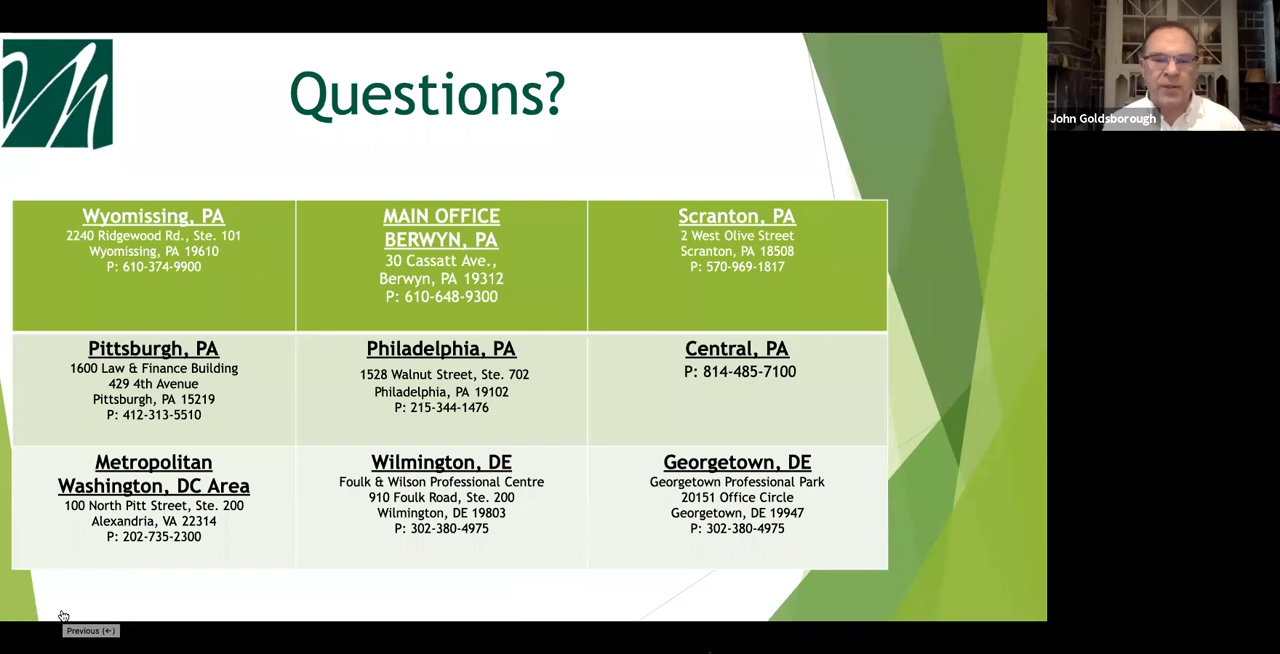 Questions?
John Goldsborough
Wyomissing, PA
2240 Ridgewood Rd., Ste. 101
Wyomissing, PA 19610
P: 610-374-9900
MAIN OFFICE
BERWYN, PA
30 Cassatt Ave.,
Berwyn, PA 19312
P: 610-648-9300
Scranton, PA
2 West Olive Street
Scranton, PA 18508
P: 570-969-1817
Pittsburgh, PA
1600 Law & Finance Building
429 4th Avenue
Pittsburgh, PA 15219
P: 412-313-5510
Philadelphia, PA
1528 Walnut Street, Ste. 702
Philadelphia, PA 19102
P: 215-344-1476
Central, PA
P: 814-485-7100
Metropolitan
Washington, DC Area
100 North Pitt Street, Ste. 200
Alexandria, VA 22314
P: 202-735-2300
Wilmington, DE
Foulk & Wilson Professional Centre
910 Foulk Road, Ste. 200
Wilmington, DE 19803
P: 302-380-4975
Georgetown, DE
Georgetown Professional Park
20151 Office Circle
Georgetown, DE 19947
P: 302-380-4975
Previous (←)